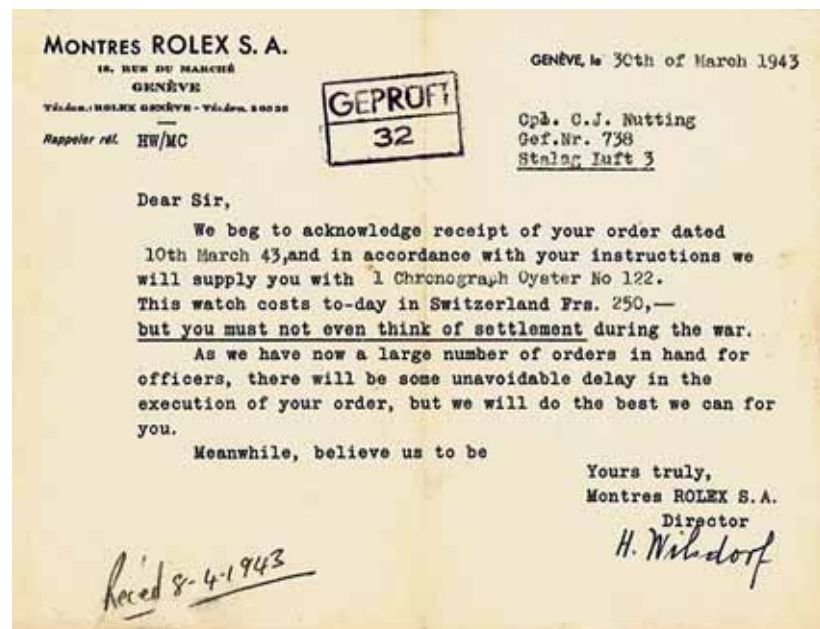 MONTRES ROLEX S. A.
18, RUE DU MARCHÉ
GENÈVE
Télégr.: ROLEX GENÈVE - Téléph.
Rappeler réf. HW/MC
GEPRÜFT
32
GENÈVE, le 30th of March 1943
Cpl. C.J. Nutting
Gef.Nr. 738
Stalag Luft 3
Dear Sir,
We beg to acknowledge receipt of your order dated
10th March 43,and in accordance with your instructions we
will supply you with 1 Chronograph Oyster No 122.
This watch costs to-day in Switzerland Frs. 250,—
but you must not even think of settlement during the war.
As we have now a large number of orders in hand for
officers, there will be some unavoidable delay in the
execution of your order, but we will do the best we can for
you.
Meanwhile, believe us to be
Yours truly,
Montres ROLEX S.A.
Director
H. Wilsdorf
Rec'ed 8-4-1943